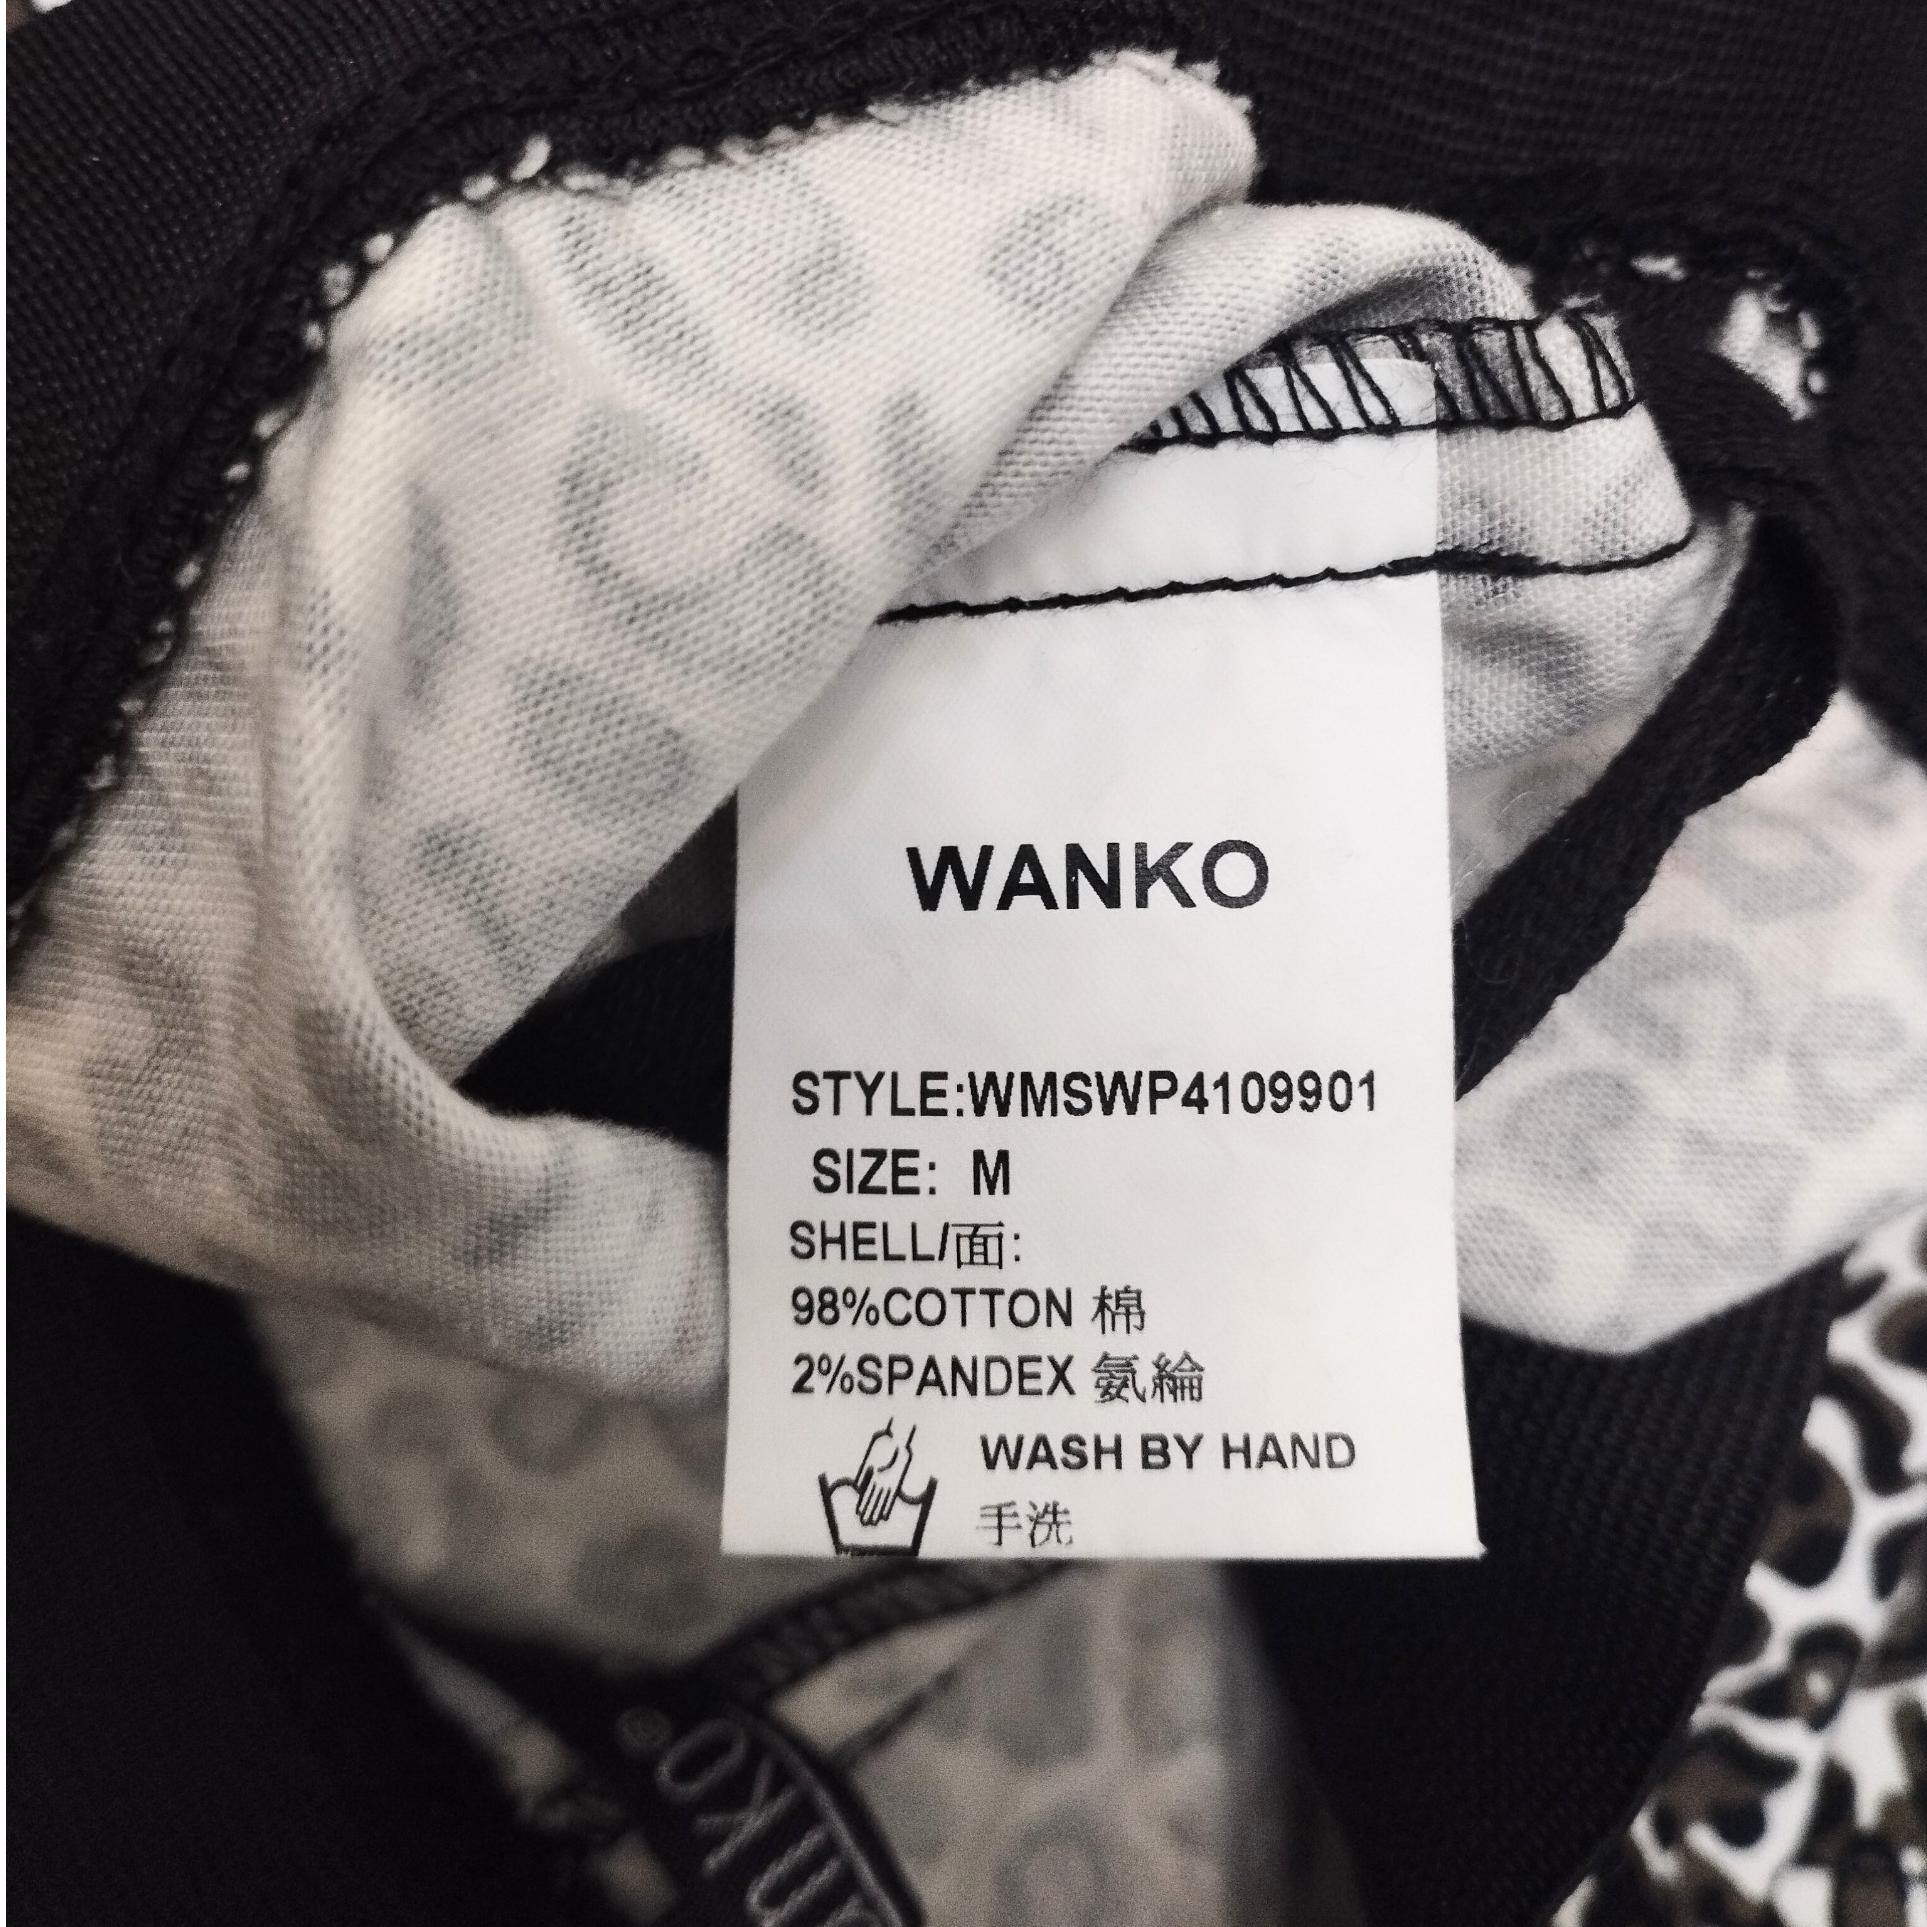 WANKO
STYLE:WMSWP4109901
SIZE: M
SHELL/面:
98%COTTON 棉
2%SPANDEX 氨綸
WASH BY HAND
手洗